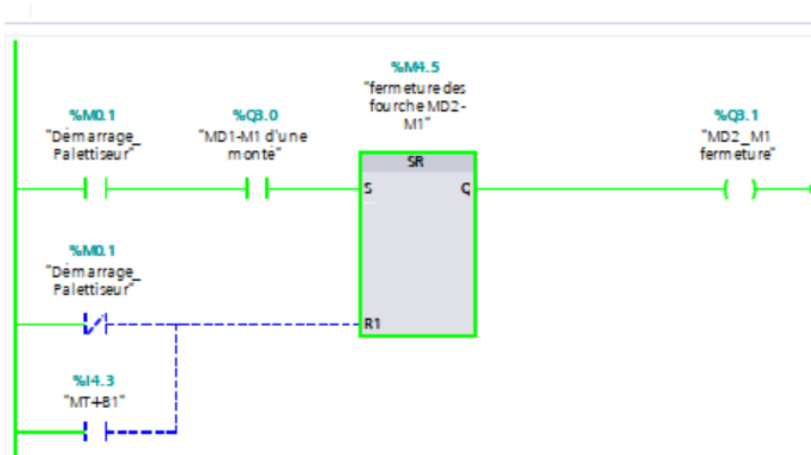 %M4.5
"fermeture des
fourche MD2-
M1"
%M0.1
"Démarrage_
Palettiseur"
%Q3.0
"MD1-M1 d'une
monté"
%Q3.1
"MD2_M1
fermeture"
SR
S
Q
%M0.1
"Démarrage_
Palettiseur"
R1
%I4.3
"MT+B1"